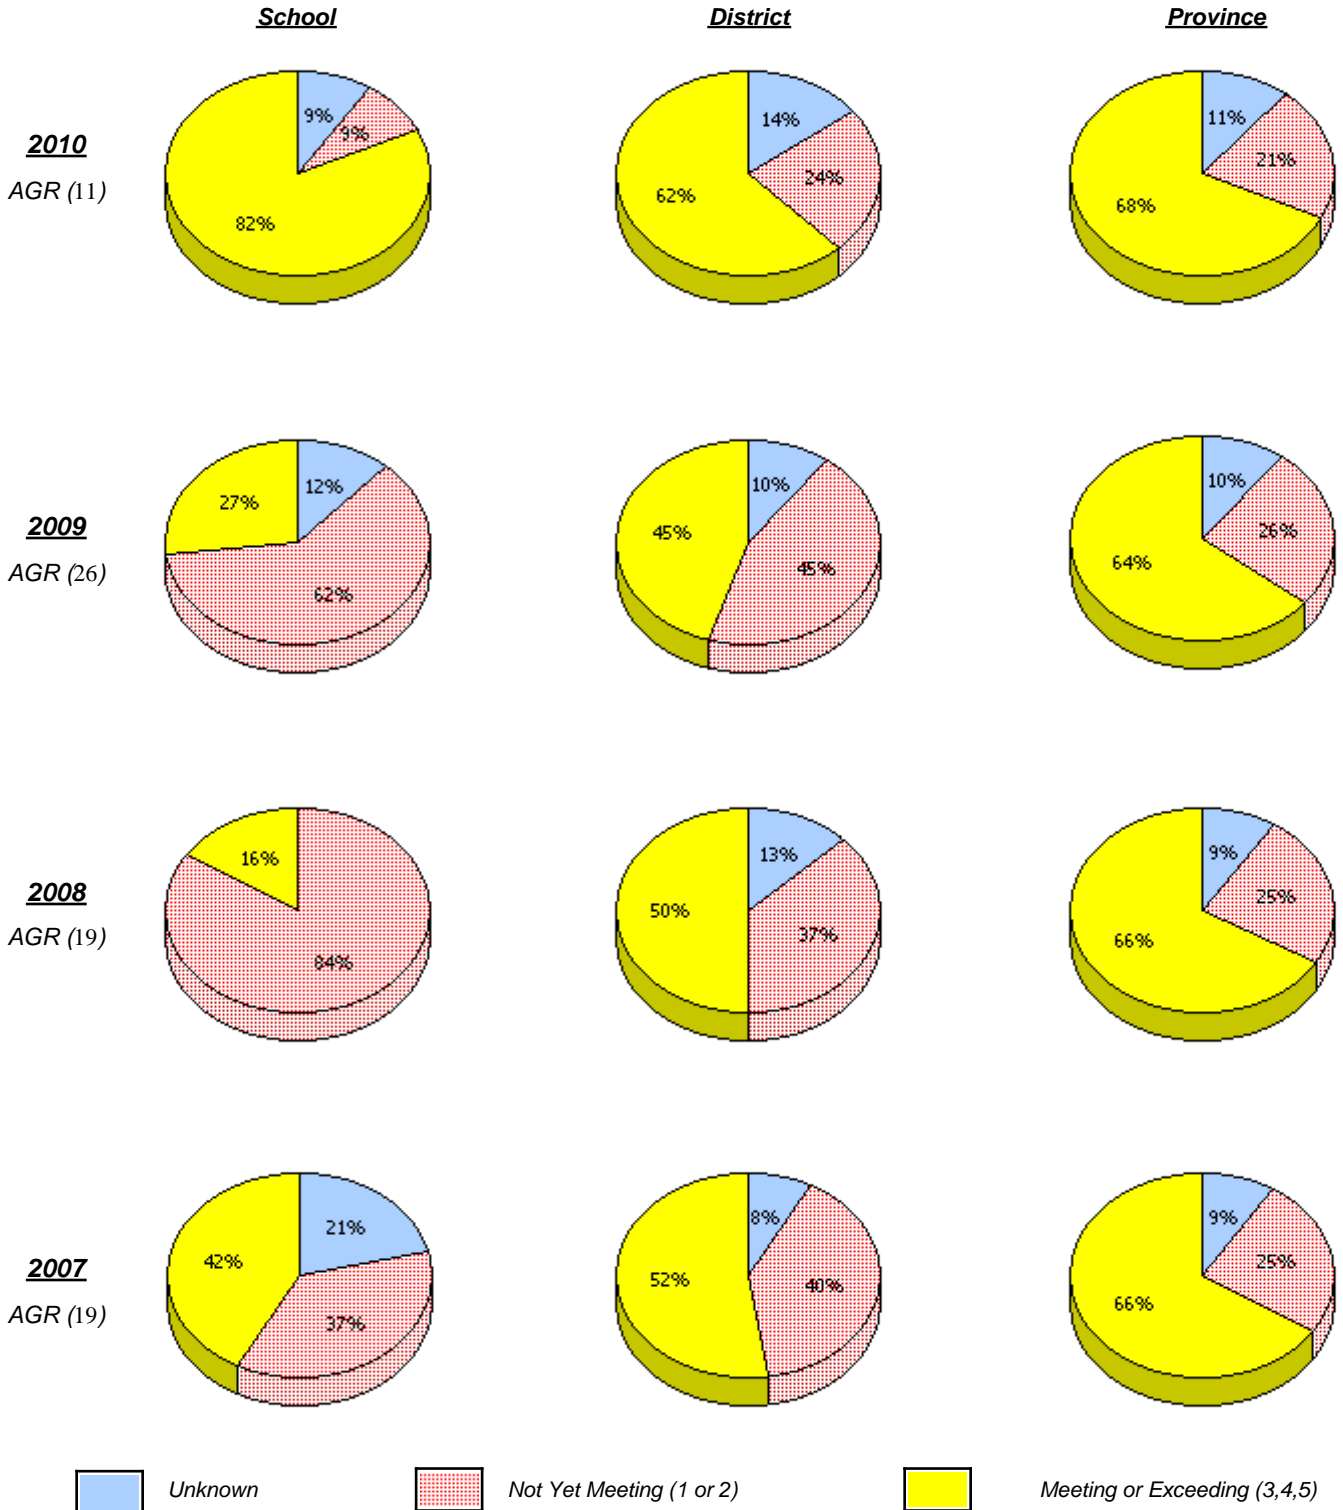 School District Province
9% 14% 11%
2010 9% 24% 21%
AGR (11) 82% 62% 68%
27% 12% 10% 10%
2009 45% 26%
AGR (26) 62% 45% 64%
16% 13% 9%
2008 50% 37% 25%
AGR (19) 84% 66%
21% 8% 9%
2007 42% 52% 40% 25%
AGR (19) 37% 66%
Unknown Not Yet Meeting (1 or 2) Meeting or Exceeding (3,4,5)